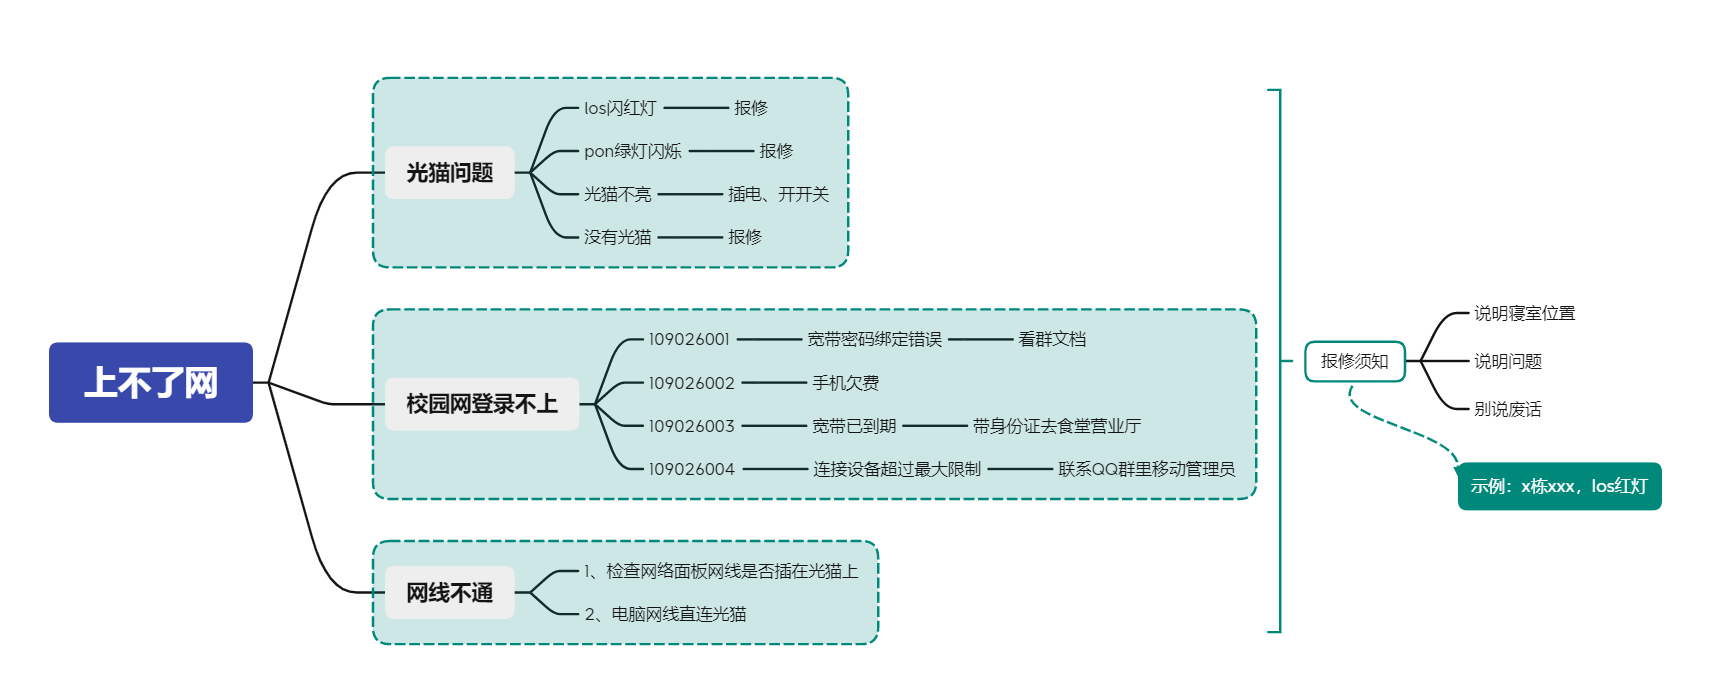 上不了网
光猫问题
los闪红灯
报修
pon绿灯闪烁
报修
光猫不亮
插电、开开关
没有光猫
报修
校园网登录不上
109026001
宽带密码绑定错误
看群文档
109026002
手机欠费
109026003
宽带已到期
带身份证去食堂营业厅
109026004
连接设备超过最大限制
联系QQ群里移动管理员
网线不通
1、检查网络面板网线是否插在光猫上
2、电脑网线直连光猫
报修须知
说明寝室位置
说明问题
别说废话
示例：x栋xxx，los红灯